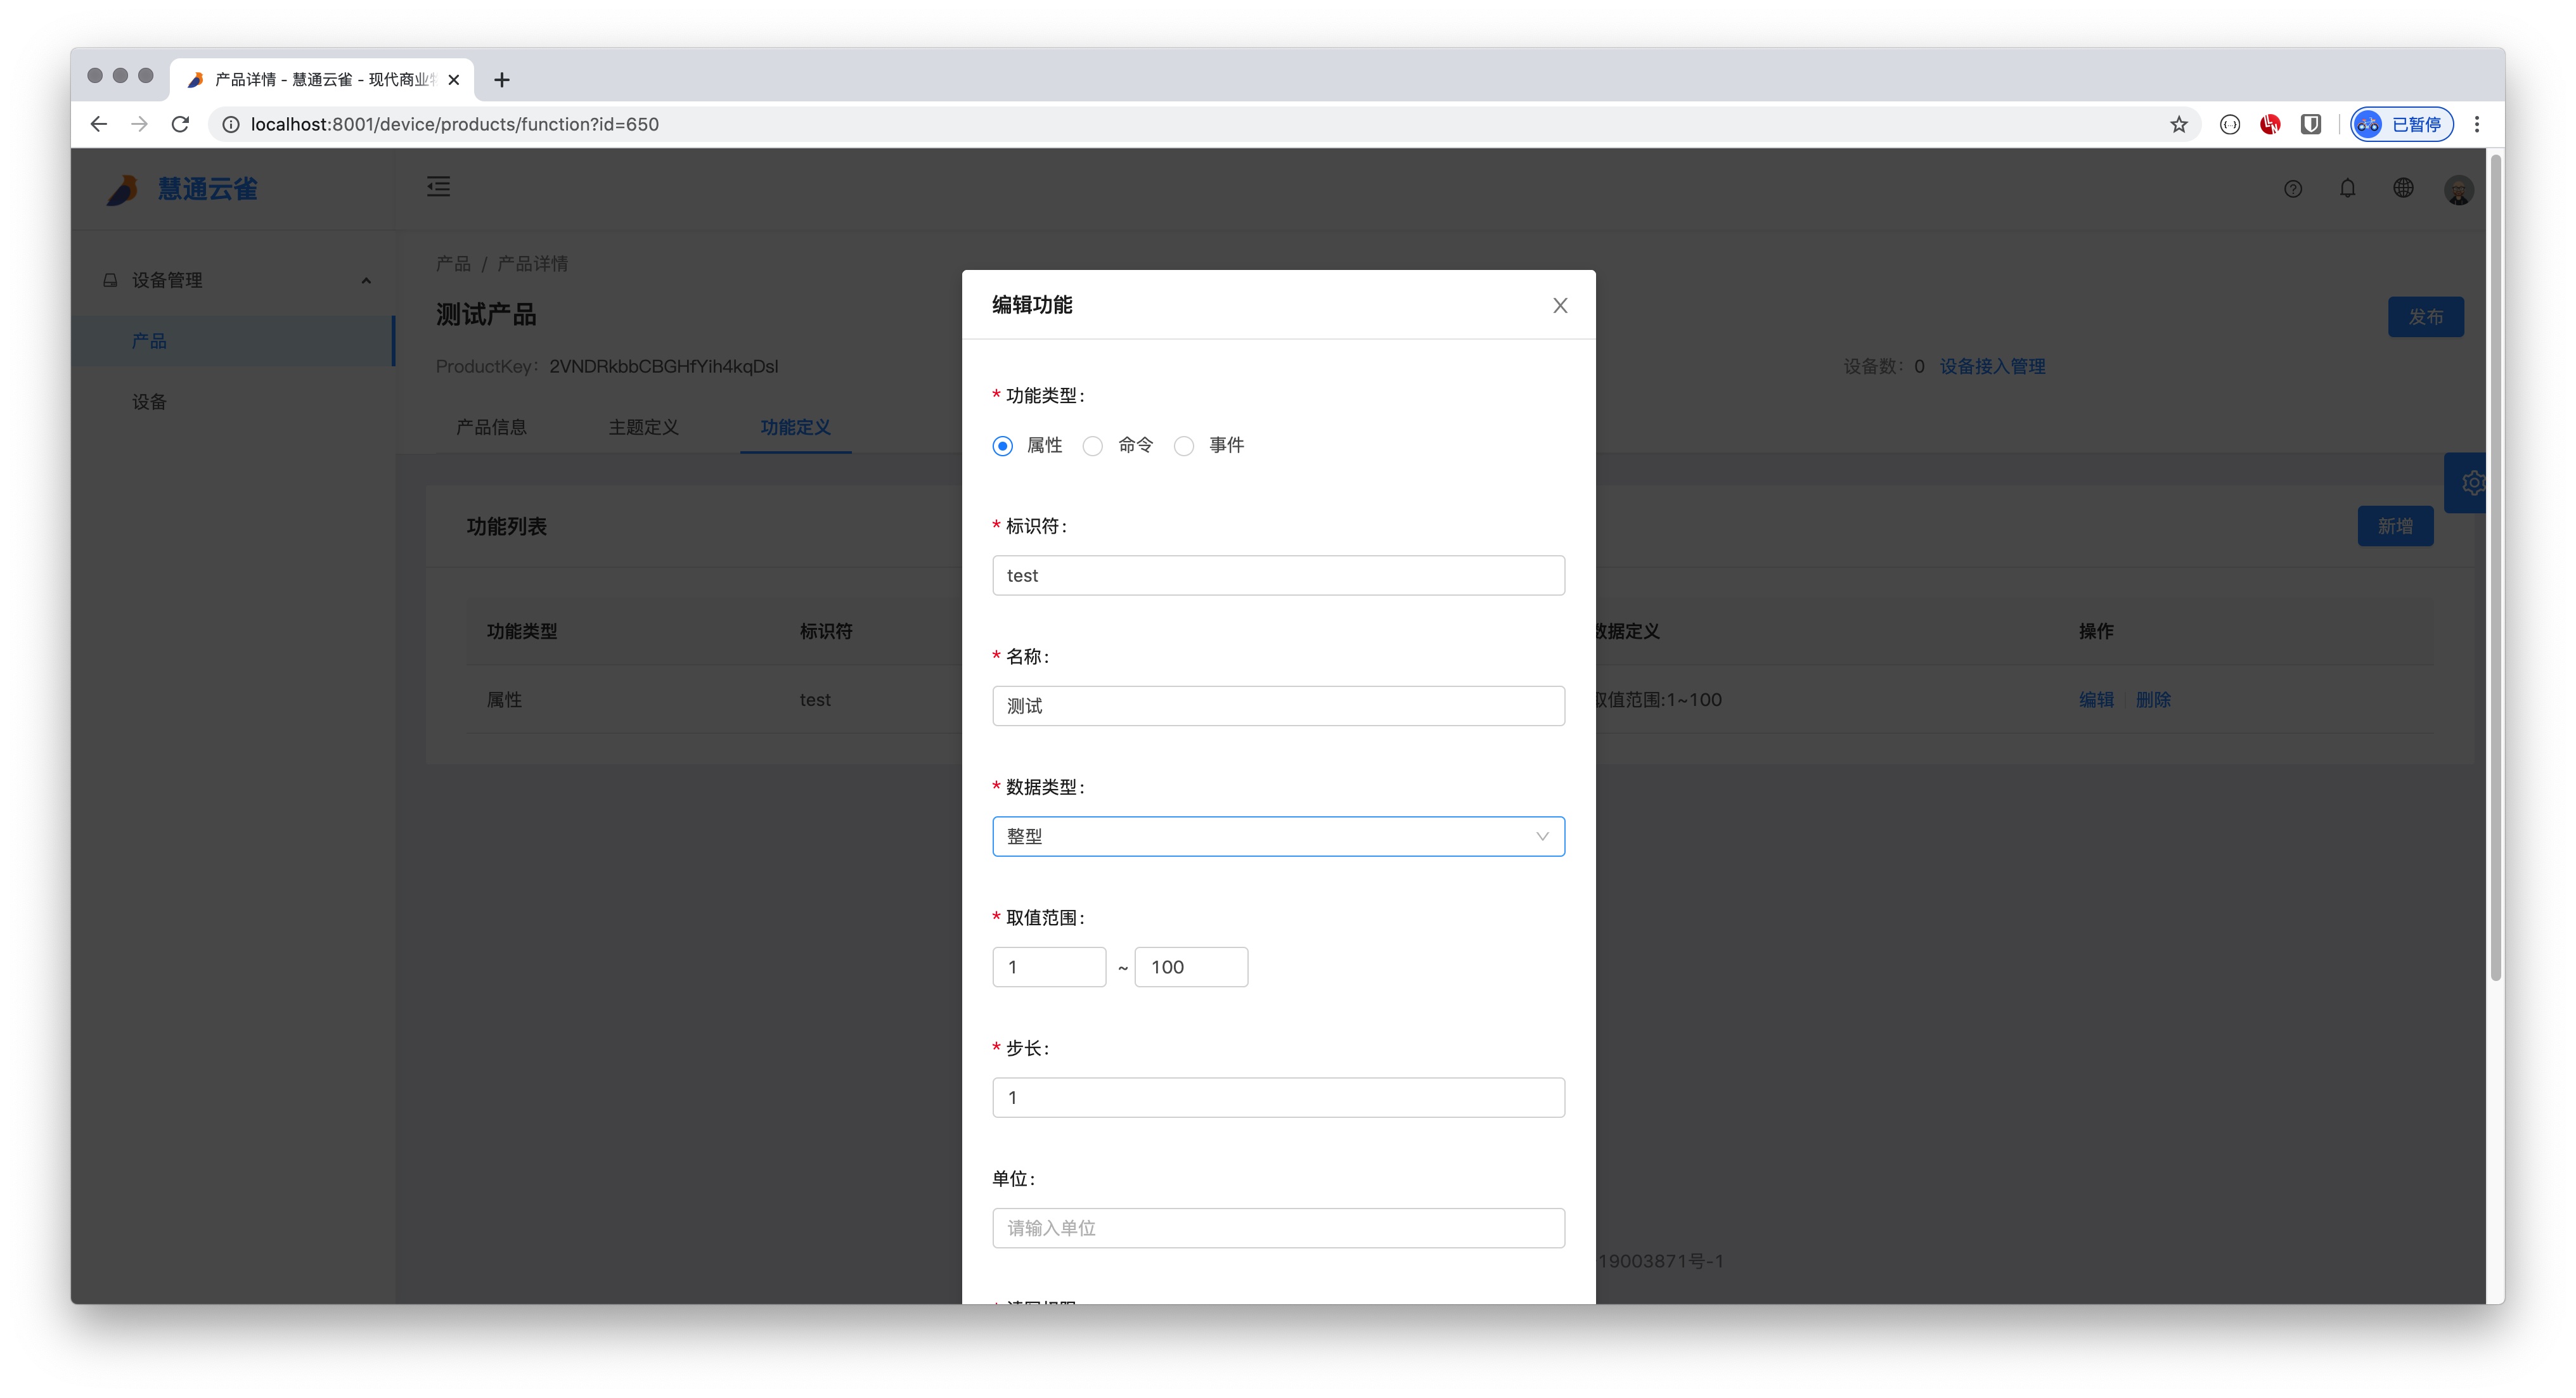 产品详情 - 慧通云雀 - 现代商业
localhost:8001/device/products/function?id=650
已暂停
慧通云雀
设备管理
产品
设备
产品 / 产品详情
测试产品
发布
ProductKey: 2VNDRkbbCBGHfYih4kqDsl
设备数: 0 设备接入管理
产品信息 主题定义 功能定义
功能列表
新增
功能类型 标识符 数据定义 操作
属性 test 取值范围:1~100 编辑 删除
19003871号-1
编辑功能
* 功能类型:
属性 命令 事件
* 标识符:
test
* 名称:
测试
* 数据类型:
整型
* 取值范围:
1 ~ 100
* 步长:
1
单位:
请输入单位